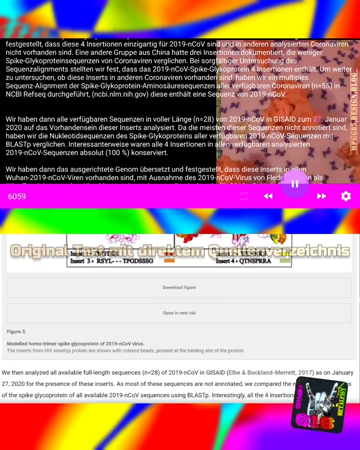 festgestellt, dass diese 4 Insertionen einzigartig für 2019-nCoV sind und in anderen analysierten Coronaviren
nicht vorhanden sind. Eine andere Gruppe aus China hatte drei Insertionen dokumentiert, die weniger
Spike-Glykoproteinsequenzen von Coronaviren verglichen. Bei sorgfältiger Untersuchung des
Sequenzalignments stellten wir fest, dass das 2019-nCoV-Spike-Glykoprotein 4 Insertionen enthält. Um weiter
zu untersuchen, ob diese Inserts in anderen Coronaviren vorhanden sind, haben wir ein multiples
Sequenz-Alignment der Spike-Glykoprotein-Aminosäuresequenzen aller verfügbaren Coronaviren (n=55) in
NCBI Refseq durchgeführt, (ncbi.nlm.nih.gov) diese enthält eine Sequenz von 2019-nCoV.
Wir haben dann alle verfügbaren Sequenzen in voller Länge (n=28) von 2019-nCoV in GISAID zum 27. Januar
2020 auf das Vorhandensein dieser Inserts analysiert. Da die meisten dieser Sequenzen nicht annotiert sind,
haben wir die Nukleotidsequenzen des Spike-Glykoproteins aller verfügbaren 2019-nCoV-Sequenzen mit
BLASTp verglichen. Interessanterweise waren alle 4 Insertionen in allen verfügbaren analysierten
2019-nCoV-Sequenzen absolut (100 %) konserviert.
Wir haben dann das ausgerichtete Genom übersetzt und festgestellt, dass diese Inserts in allen
Wuhan-2019-nCoV-Viren vorhanden sind, mit Ausnahme des 2019-nCoV-Virus von Fleder als
6059
Original-Text mit direktem Quellenverzeichnis
Insert 3 • RSYL- - - TPGDSSSG
Insert 4 • QTNSPRRA
Download figure
Open in new tab
Figure 3.
Modelled homo-trimer spike glycoprotein of 2019-nCoV virus.
The inserts from HIV envelop protein are shown with colored beads, present at the binding site of the protein.
We then analyzed all available full-length sequences (n=28) of 2019-nCoV in GISAID (Elbe & Buckland-Merrett, 2017) as on January
27, 2020 for the presence of these inserts. As most of these sequences are not annotated, we compared the
of the spike glycoprotein of all available 2019-nCoV sequences using BLASTp. Interestingly, all the 4 insertions